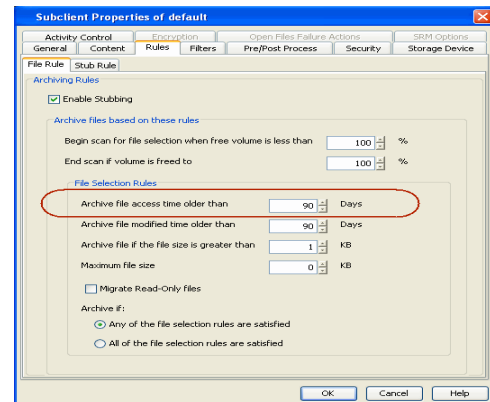 Subclient Properties of default
Activity Control Encryption Open Files Failure Actions SRM Options
General Content Rules Filters Pre/Post Process Security Storage Device
File Rule Stub Rule
Archiving Rules
Enable Stubbing
Archive files based on these rules
Begin scan for file selection when free volume is less than 100 %
End scan if volume is freed to 100 %
File Selection Rules
Archive file access time older than 90 Days
Archive file modified time older than 90 Days
Archive file if the file size is greater than 1 KB
Maximum file size 0 KB
Migrate Read-Only files
Archive if:
Any of the file selection rules are satisfied
All of the file selection rules are satisfied
OK Cancel Help